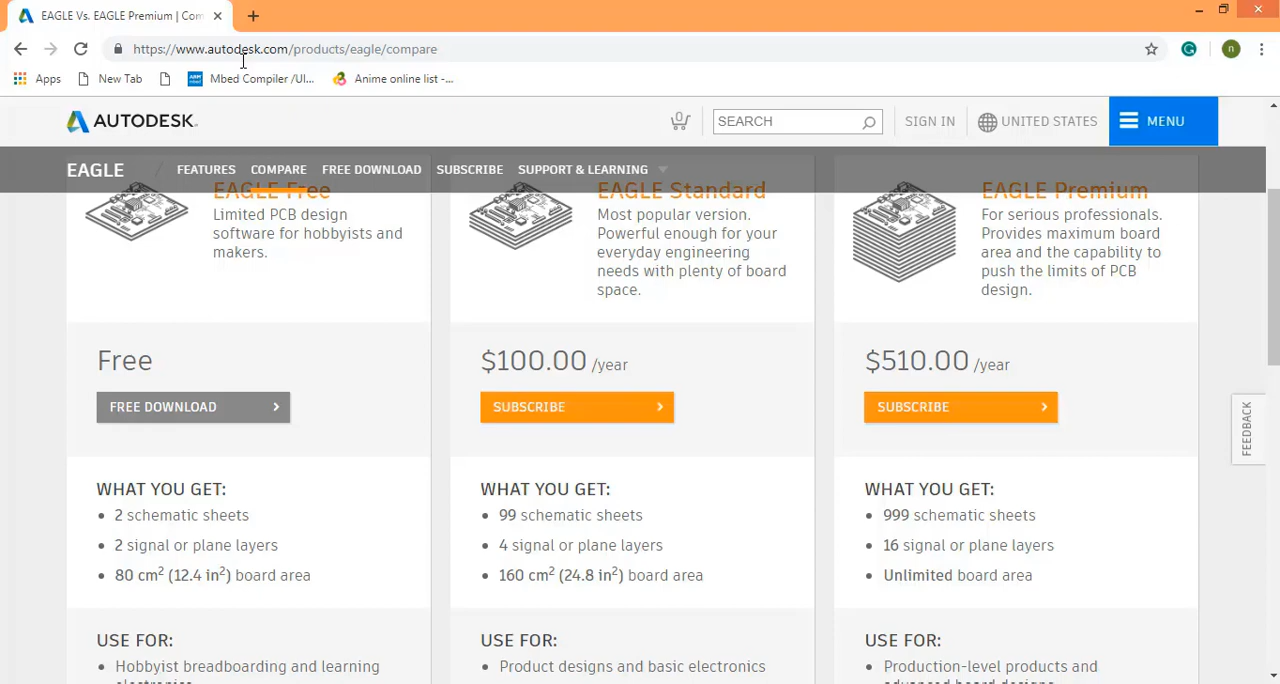 EAGLE Vs. EAGLE Premium | Com
https://www.autodesk.com/products/eagle/compare
Apps
New Tab
Mbed Compiler /UI...
Anime online list -...
AUTODESK.
0
SEARCH
SIGN IN
UNITED STATES
MENU
EAGLE / FEATURES COMPARE FREE DOWNLOAD SUBSCRIBE SUPPORT & LEARNING
EAGLE Free
Limited PCB design
software for hobbyists and
makers.
Free
FREE DOWNLOAD
WHAT YOU GET:
• 2 schematic sheets
• 2 signal or plane layers
• 80 cm² (12.4 in²) board area
USE FOR:
• Hobbyist breadboarding and learning
electronics
EAGLE Standard
Most popular version.
Powerful enough for your
everyday engineering
needs with plenty of board
space.
$100.00 /year
SUBSCRIBE
WHAT YOU GET:
• 99 schematic sheets
• 4 signal or plane layers
• 160 cm² (24.8 in²) board area
USE FOR:
• Product designs and basic electronics
EAGLE Premium
For serious professionals.
Provides maximum board
area and the capability to
push the limits of PCB
design.
$510.00 /year
SUBSCRIBE
WHAT YOU GET:
• 999 schematic sheets
• 16 signal or plane layers
• Unlimited board area
USE FOR:
• Production-level products and
advanced board designs
FEEDBACK
n